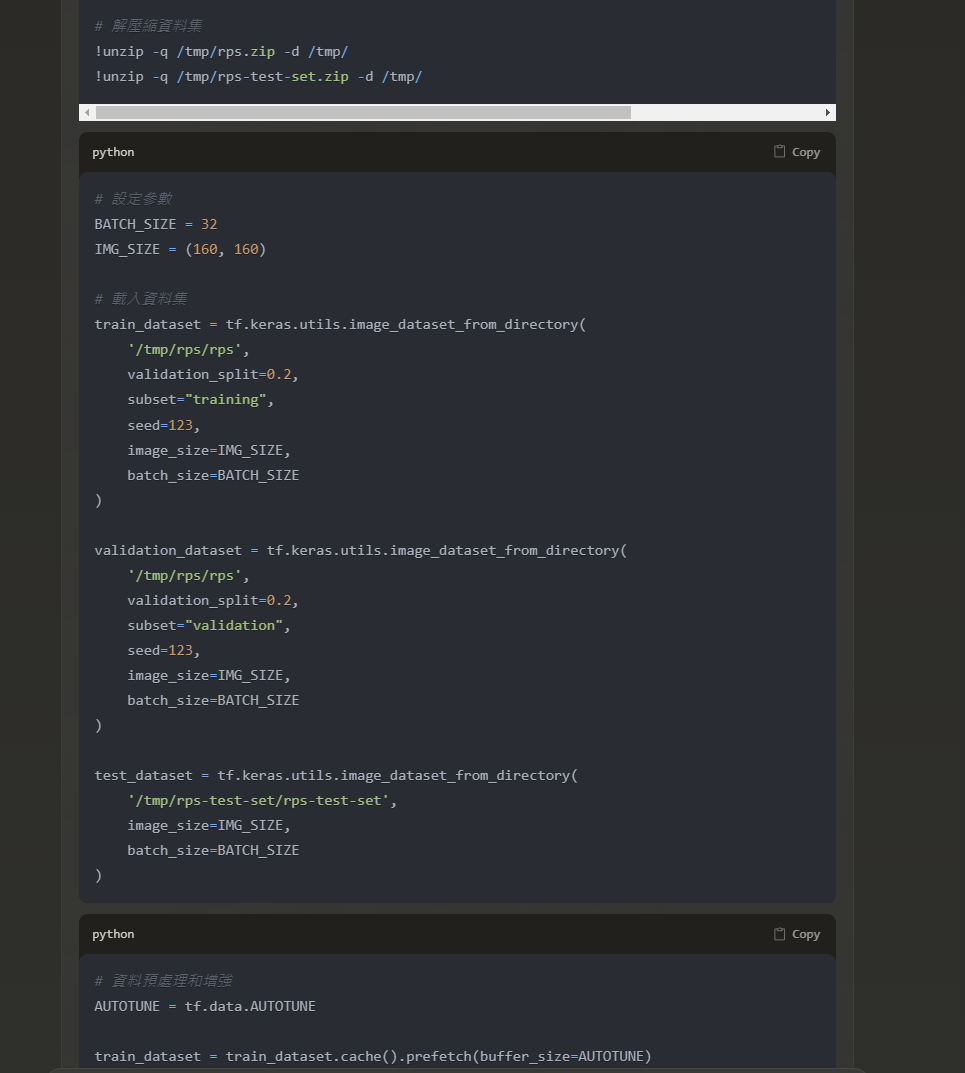 # 解壓縮資料集
!unzip -q /tmp/rps.zip -d /tmp/
!unzip -q /tmp/rps-test-set.zip -d /tmp/
python
Copy
# 設定參數
BATCH_SIZE = 32
IMG_SIZE = (160, 160)
# 載入資料集
train_dataset = tf.keras.utils.image_dataset_from_directory(
    '/tmp/rps/rps',
    validation_split=0.2,
    subset="training",
    seed=123,
    image_size=IMG_SIZE,
    batch_size=BATCH_SIZE
)
validation_dataset = tf.keras.utils.image_dataset_from_directory(
    '/tmp/rps/rps',
    validation_split=0.2,
    subset="validation",
    seed=123,
    image_size=IMG_SIZE,
    batch_size=BATCH_SIZE
)
test_dataset = tf.keras.utils.image_dataset_from_directory(
    '/tmp/rps-test-set/rps-test-set',
    image_size=IMG_SIZE,
    batch_size=BATCH_SIZE
)
python
Copy
# 資料預處理和增強
AUTOTUNE = tf.data.AUTOTUNE
train_dataset = train_dataset.cache().prefetch(buffer_size=AUTOTUNE)